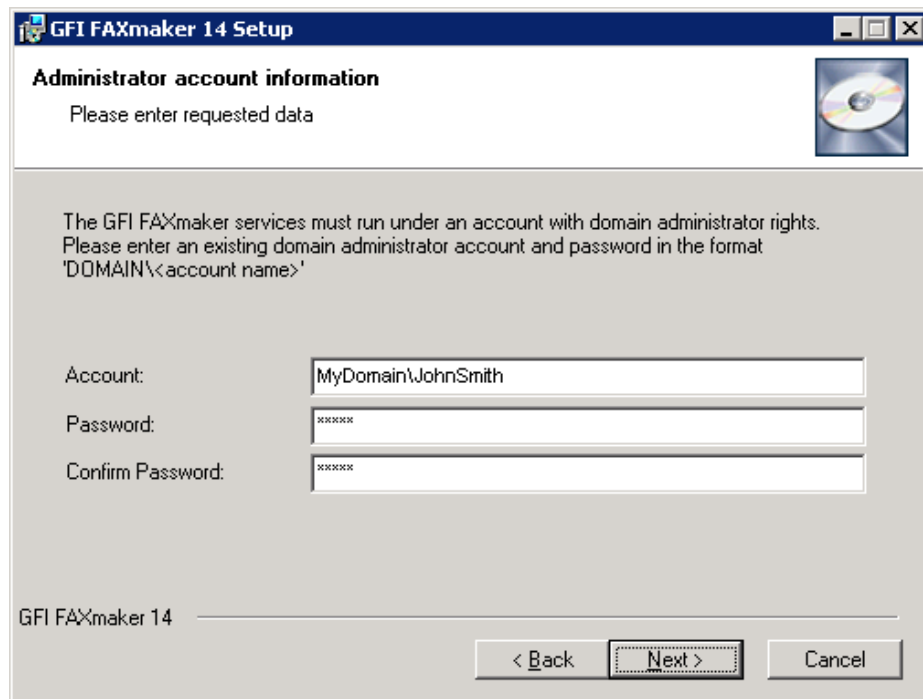 GFI FAXmaker 14 Setup
Administrator account information
Please enter requested data
The GFI FAXmaker services must run under an account with domain administrator rights.
Please enter an existing domain administrator account and password in the format
'DOMAIN\<account name>'
Account: MyDomain\JohnSmith
Password: *****
Confirm Password: *****
GFI FAXmaker 14
< Back Next > Cancel